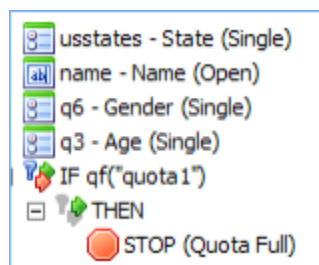 usstates - State (Single)
ab name - Name (Open)
q6 - Gender (Single)
q3 - Age (Single)
IF qf("quota1")
THEN
STOP (Quota Full)